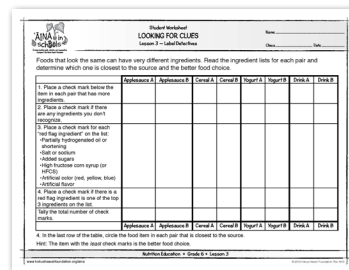 'ĀINA in schools
Student Worksheet
LOOKING FOR CLUES
Lesson 3 — Label Detectives
Name
Class Date
Foods that look the same can have very different ingredients. Read the ingredient lists for each pair and
determine which one is closest to the source and the better food choice.
Applesauce A Applesauce B Cereal A Cereal B Yogurt A Yogurt B Drink A Drink B
1. Place a check mark below the
item in each pair that has more
ingredients.
2. Place a check mark if there
are any ingredients you don't
recognize.
3. Place a check mark for each
"red flag ingredient" on the list:
•Partially hydrogenated oil or
shortening
•Salt or sodium
•Added sugars
•High fructose corn syrup (or
HFCS)
•Artificial color (red, yellow, blue)
•Artificial flavor
4. Place a check mark if there is a
red flag ingredient is one of the top
3 ingredients on the list.
Tally the total number of check
marks.
Applesauce A Applesauce B Cereal A Cereal B Yogurt A Yogurt B Drink A Drink B
4. In the last row of the table, circle the food item in each pair that is closest to the source.
Hint: The item with the least check marks is the better food choice.
Nutrition Education • Grade 6 • Lesson 3